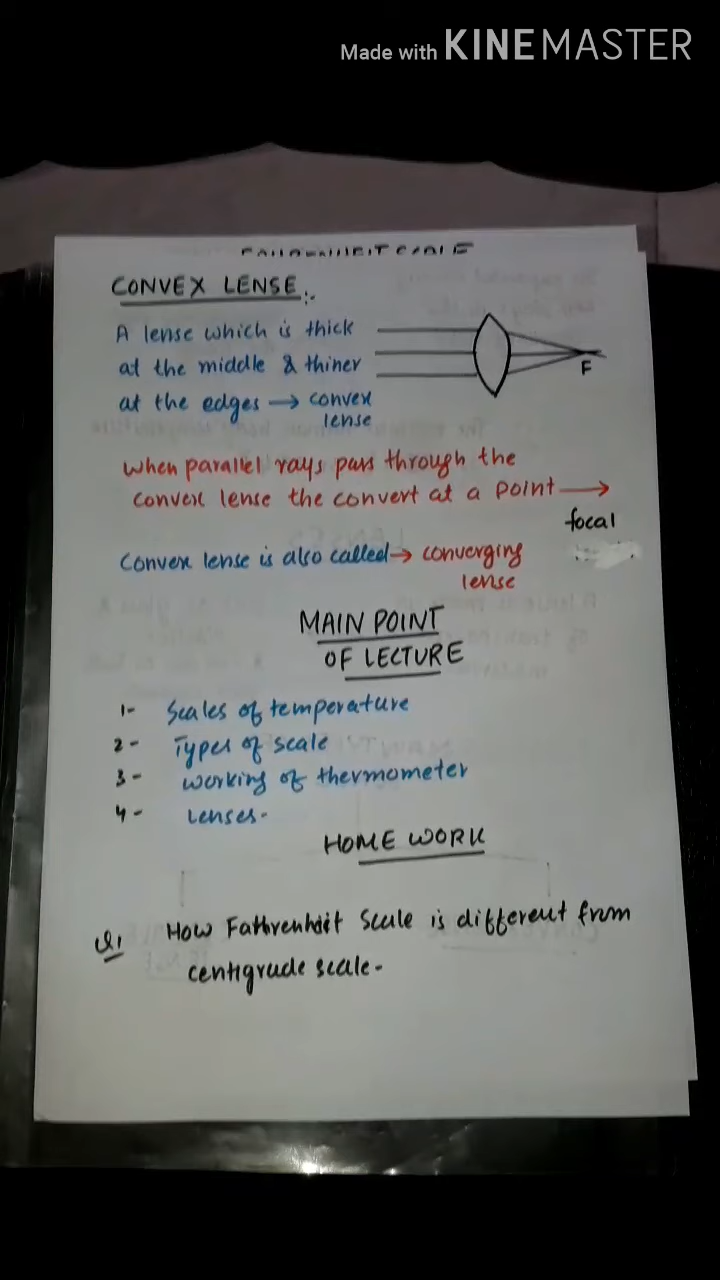 Made with KINEMASTER
FAHRENHEIT SCALE
CONVEX LENSE:-
A lense which is thick
at the middle & thiner
at the edges → convex
lense
F
when parallel rays pass through the
convex lense the convert at a point →
focal
Convex lense is also called → converging
lense
MAIN POINT
OF LECTURE
1- Scales of temperature
2- Types of scale
3- working of thermometer
4- Lenses.
HOME WORK
Q1 How Fathrenhait Scale is different from
centigrade scale.